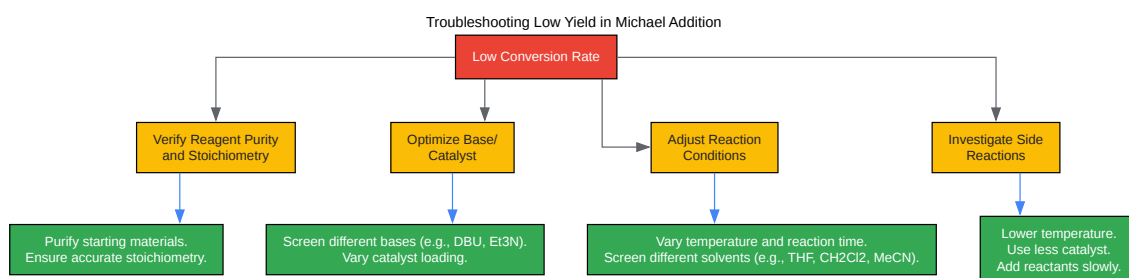 Troubleshooting Low Yield in Michael Addition
Low Conversion Rate
Verify Reagent Purity
and Stoichiometry
Optimize Base/
Catalyst
Adjust Reaction
Conditions
Investigate Side
Reactions
Purify starting materials.
Ensure accurate stoichiometry.
Screen different bases (e.g., DBU, Et3N).
Vary catalyst loading.
Vary temperature and reaction time.
Screen different solvents (e.g., THF, CH2Cl2, MeCN).
Lower temperature.
Use less catalyst.
Add reactants slowly.